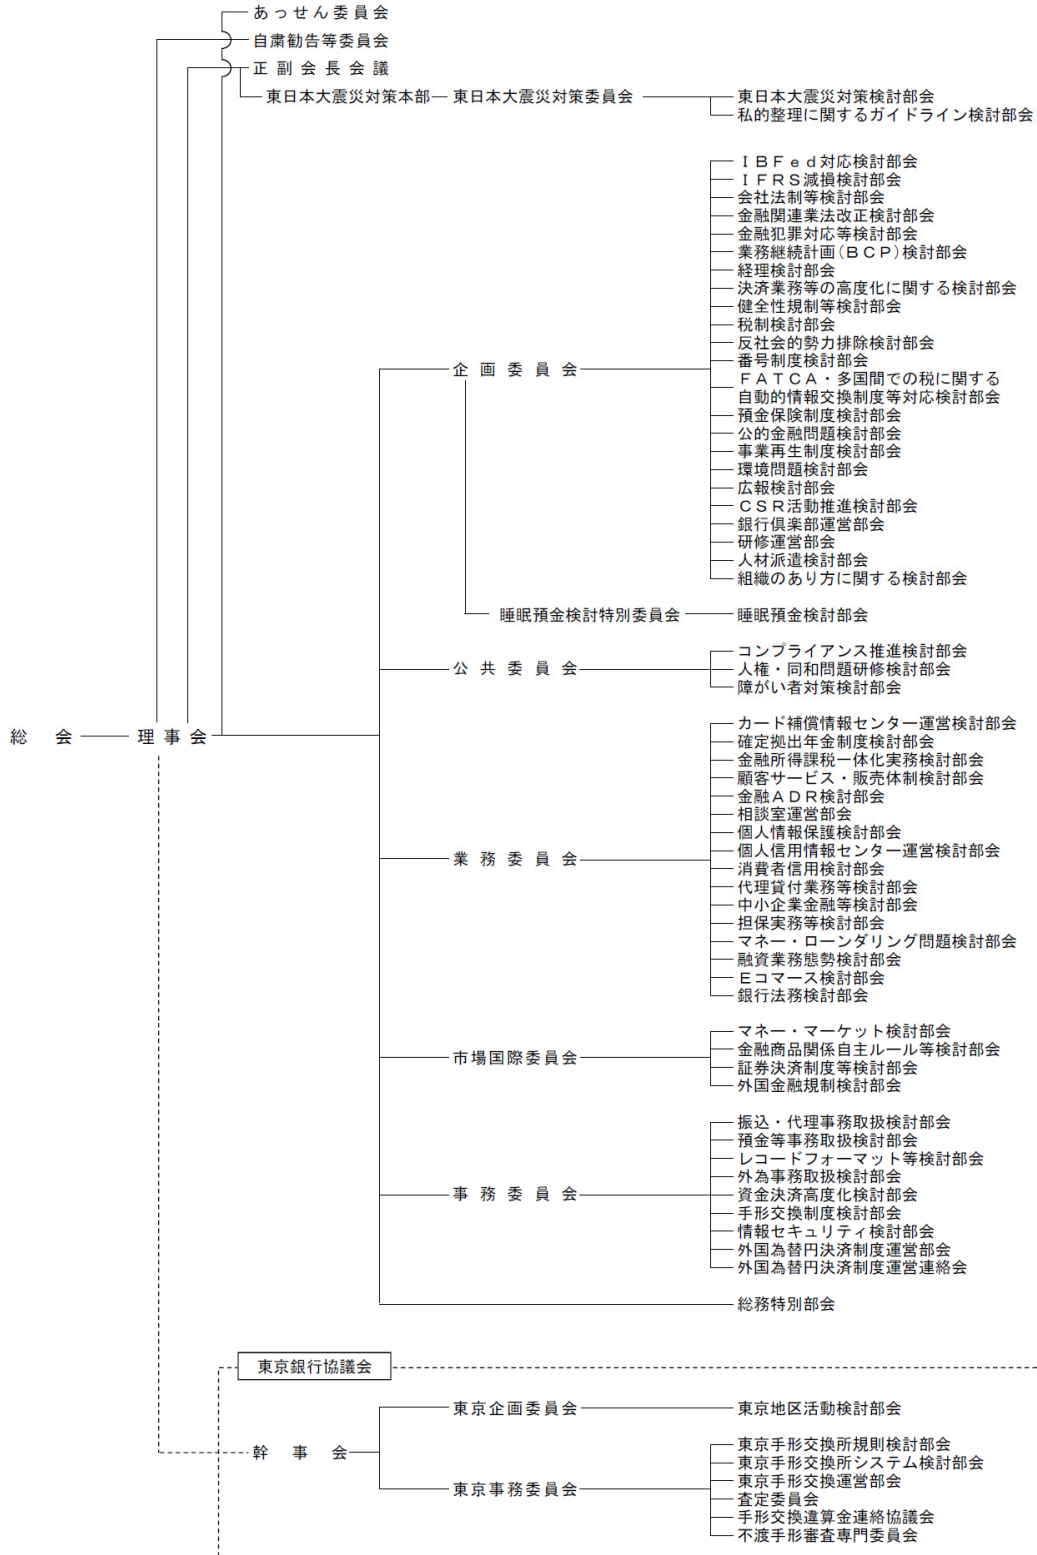 あっせん委員会
自粛勧告等委員会
正副会長会議
東日本大震災対策本部 東日本大震災対策委員会 東日本大震災対策検討部会
私的整理に関するガイドライン検討部会
ＩＢＦｅｄ対応検討部会
ＩＦＲＳ減損検討部会
会社法制等検討部会
金融関連業法改正検討部会
金融犯罪対応等検討部会
業務継続計画(ＢＣＰ)検討部会
経理検討部会
決済業務等の高度化に関する検討部会
健全性規制等検討部会
税制検討部会
反社会的勢力排除検討部会
番号制度検討部会
企画委員会
ＦＡＴＣＡ・多国間での税に関する
自動的情報交換制度等対応検討部会
預金保険制度検討部会
公的金融問題検討部会
事業再生制度検討部会
環境問題検討部会
広報検討部会
ＣＳＲ活動推進検討部会
銀行倶楽部運営部会
研修運営部会
人材派遣検討部会
組織のあり方に関する検討部会
睡眠預金検討特別委員会 睡眠預金検討部会
コンプライアンス推進検討部会
公共委員会 人権・同和問題研修検討部会
障がい者対策検討部会
総会 理事会
カード補償情報センター運営検討部会
確定拠出年金制度検討部会
金融所得課税一体化実務検討部会
顧客サービス・販売体制検討部会
金融ＡＤＲ検討部会
相談室運営部会
個人情報保護検討部会
業務委員会 個人信用情報センター運営検討部会
消費者信用検討部会
代理貸付業務等検討部会
中小企業金融等検討部会
担保実務等検討部会
マネー・ローンダリング問題検討部会
融資業務態勢検討部会
Ｅコマース検討部会
銀行法務検討部会
マネー・マーケット検討部会
市場国際委員会 金融商品関係自主ルール等検討部会
証券決済制度等検討部会
外国金融規制検討部会
振込・代理事務取扱検討部会
預金等事務取扱検討部会
レコードフォーマット等検討部会
外為事務取扱検討部会
事務委員会 資金決済高度化検討部会
手形交換制度検討部会
情報セキュリティ検討部会
外国為替円決済制度運営部会
外国為替円決済制度運営連絡会
総務特別部会
東京銀行協議会
東京企画委員会 東京地区活動検討部会
幹事会
東京手形交換所規則検討部会
東京手形交換所システム検討部会
東京手形交換運営部会
東京事務委員会 査定委員会
手形交換違算金連絡協議会
不渡手形審査専門委員会